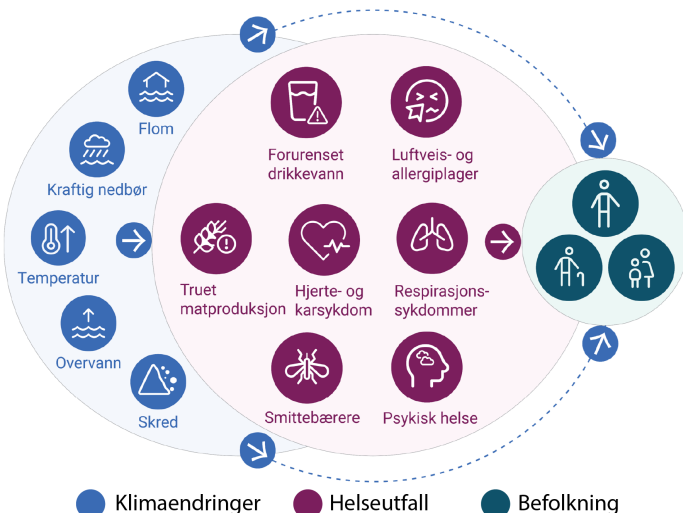 Flom
Kraftig nedbør
Temperatur
Overvann
Skred
Forurenset
drikkevann
Luftveis- og
allergiplager
Truet
matproduksjon
Hjerte- og
karsykdom
Respirasjons-
sykdommer
Smittebærere
Psykisk helse
Klimaendringer
Helseutfall
Befolkning